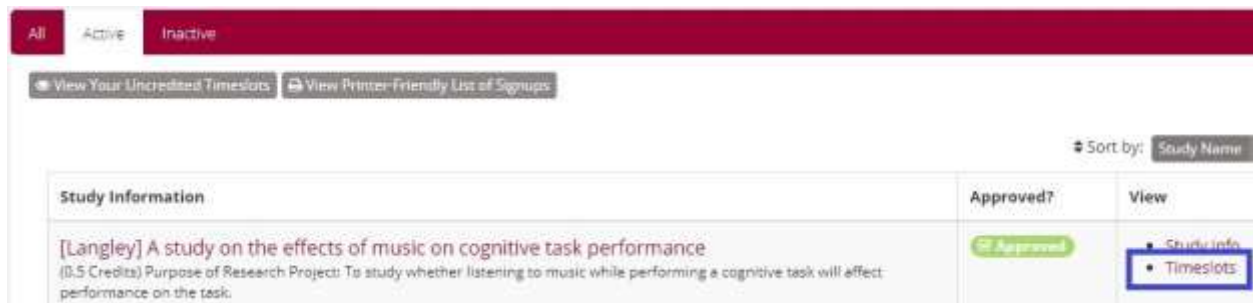 All Active Inactive
View Your Uncredited Timeslots View Printer-Friendly List of Signups
Sort by: Study Name
Study Information Approved? View
[Langley] A study on the effects of music on cognitive task performance Approved Study Info
(0.5 Credits) Purpose of Research Project: To study whether listening to music while performing a cognitive task will affect Timeslots
performance on the task.